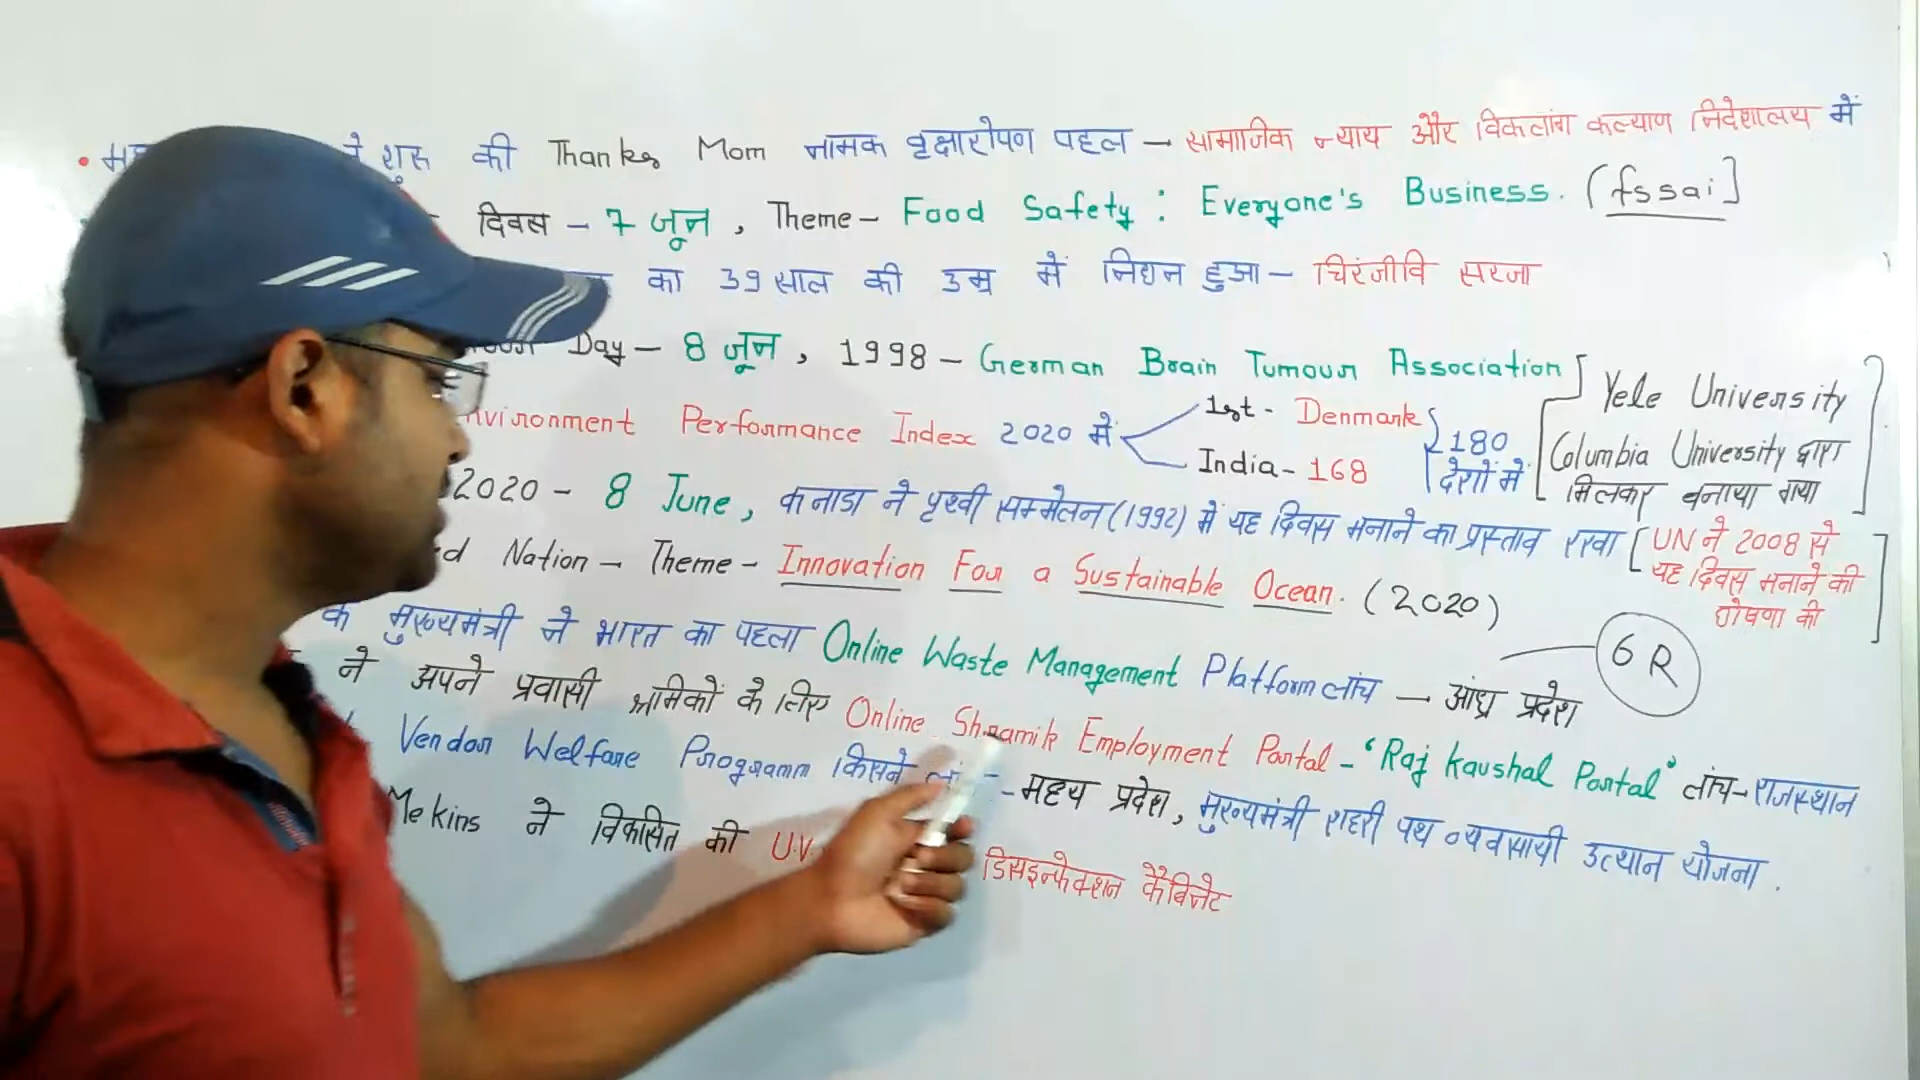 शुरू की Thanks Mom नामक वृक्षारोपण पहल → सामाजिक न्याय और विकलांग कल्याण निदेशालय में
दिवस - 7 जून, Theme - Food Safety: Everyone's Business. (fssai]
का 39 साल की उम्र में निधन हुआ - चिरंजीवि सरजा
Day - 8 जून, 1998 - German Brain Tumour Association
nvironment Performance Index 2020 में
1st - Denmark
India - 168
180 देशों में
Yele University
Columbia University द्वारा
मिलकर बनाया गया
2020 - 8 June, कनाडा ने पृथ्वी सम्मेलन (1992) में यह दिवस मनाने का प्रस्ताव रखा
[UN ने 2008 से
यह दिवस मनाने की
घोषणा की]
d Nation - Theme - Innovation For a Sustainable Ocean. (2020)
के मुख्यमंत्री ने भारत का पहला Online Waste Management Platform लांच → आंध्र प्रदेश
6R
ने अपने प्रवासी श्रमिकों के लिए Online Shramik Employment Portal - 'Raj Kaushal Portal' लांच - राजस्थान
Vendor Welfare Programm किसने - मध्य प्रदेश, मुख्यमंत्री शहरी पथ व्यवसायी उत्थान योजना.
Mekins ने विकसित की U.V. डिसइन्फेक्शन कैबिनेट